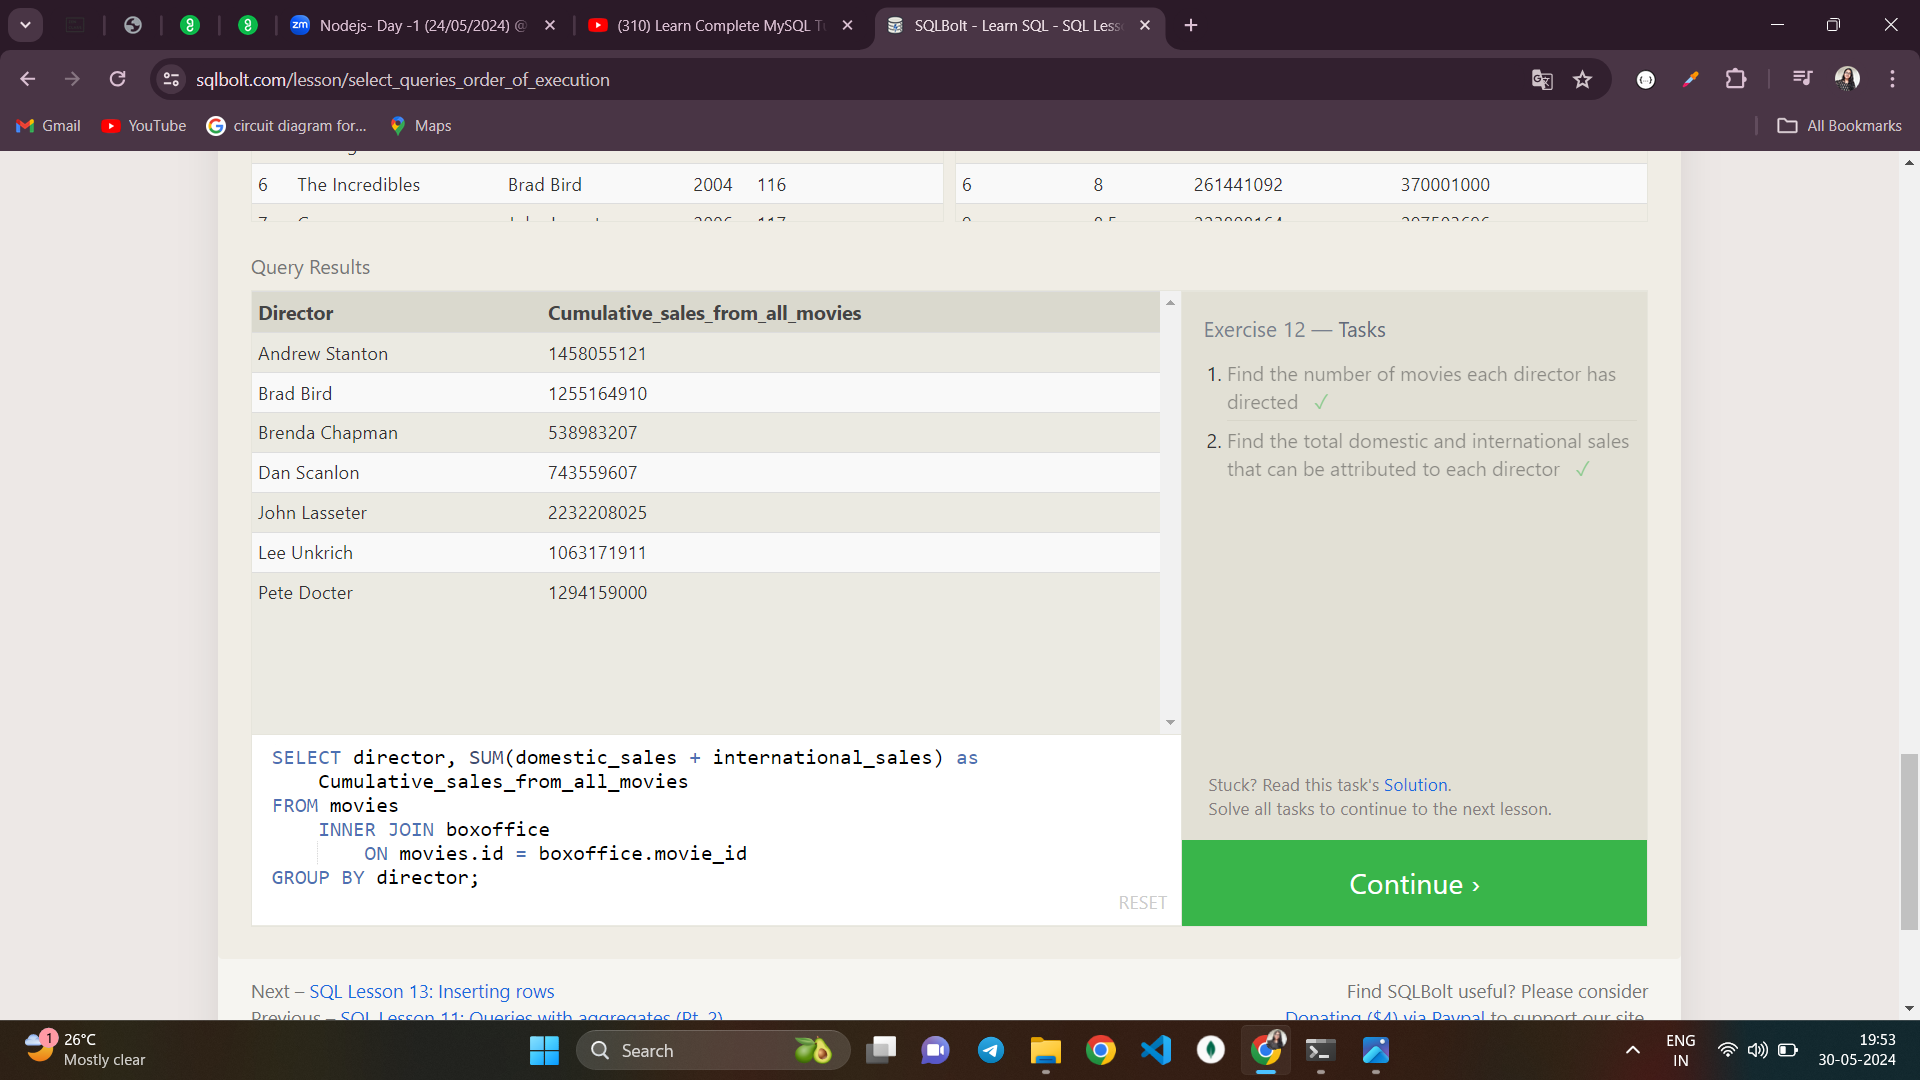 zm Nodejs- Day -1 (24/05/2024) @
(310) Learn Complete MySQL Tu
SQLBolt - Learn SQL - SQL Less
sqlbolt.com/lesson/select_queries_order_of_execution
Gmail YouTube circuit diagram for... Maps All Bookmarks
6 The Incredibles Brad Bird 2004 116
6 8 261441092 370001000
Query Results
Director Cumulative_sales_from_all_movies
Andrew Stanton 1458055121
Brad Bird 1255164910
Brenda Chapman 538983207
Dan Scanlon 743559607
John Lasseter 2232208025
Lee Unkrich 1063171911
Pete Docter 1294159000
Exercise 12 — Tasks
1. Find the number of movies each director has
directed ✓
2. Find the total domestic and international sales
that can be attributed to each director ✓
SELECT director, SUM(domestic_sales + international_sales) as
Cumulative_sales_from_all_movies
FROM movies
INNER JOIN boxoffice
ON movies.id = boxoffice.movie_id
GROUP BY director;
RESET
Stuck? Read this task's Solution.
Solve all tasks to continue to the next lesson.
Continue ›
Next – SQL Lesson 13: Inserting rows
Previous – SQL Lesson 11: Queries with aggregates (Pt. 2)
Find SQLBolt useful? Please consider
Donating ($4) via Paypal to support our site.
1
26°C
Mostly clear
Search
ENG
IN
19:53
30-05-2024